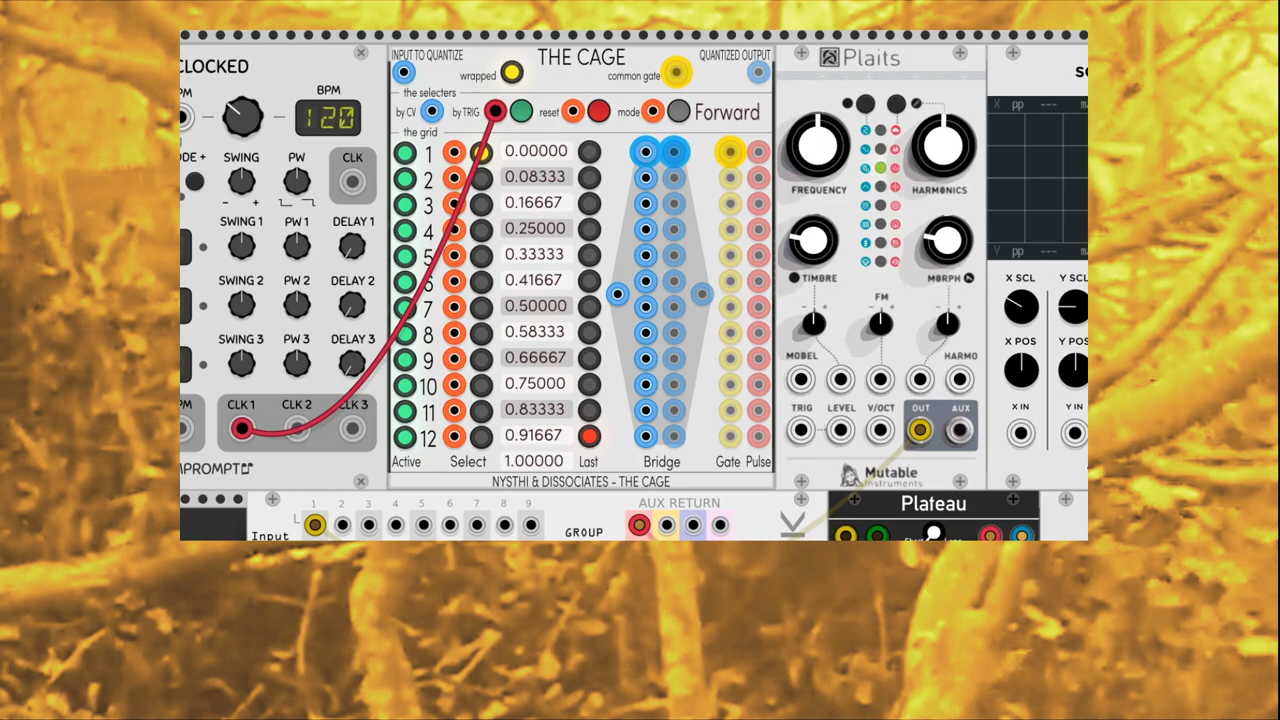 CLOCKED
PM
BPM
120
ODE +
SWING
PW
CLK
- +
SWING 1
PW 1
DELAY 1
SWING 2
PW 2
DELAY 2
SWING 3
PW 3
DELAY 3
PM
CLK 1
CLK 2
CLK 3
MPROMPT
INPUT TO QUANTIZE
THE CAGE
QUANTIZED OUTPUT
wrapped
common gate
the selecters
by CV
by TRIG
reset
mode
Forward
the grid
1 0.00000
2 0.08333
3 0.16667
4 0.25000
5 0.33333
6 0.41667
7 0.50000
8 0.58333
9 0.66667
10 0.75000
11 0.83333
12 0.91667
Active Select 1.00000 Last Bridge Gate Pulse
NYSTHI & DISSOCIATES - THE CAGE
Plaits
FREQUENCY
HARMONICS
TIMBRE
MORPH
FM
- + - + - +
MODEL
HARMO
TRIG LEVEL V/OCT OUT AUX
Mutable
instruments
SC
X pp ---
Y pp ---
X SCL Y SCL
X POS Y POS
X IN Y IN
1 2 3 4 5 6 7 8 9
L
Input
GROUP
AUX RETURN
Plateau